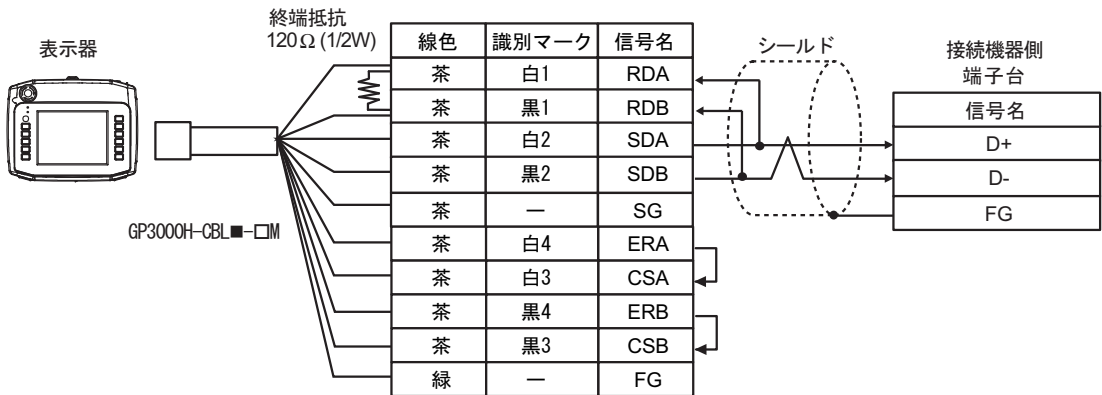 表示器
終端抵抗
120Ω(1/2W)
GP3000H-CBL■-□M
線色 識別マーク 信号名
茶 白1 RDA
茶 黒1 RDB
茶 白2 SDA
茶 黒2 SDB
茶 — SG
茶 白4 ERA
茶 白3 CSA
茶 黒4 ERB
茶 黒3 CSB
緑 — FG
シールド
接続機器側
端子台
信号名
D+
D-
FG